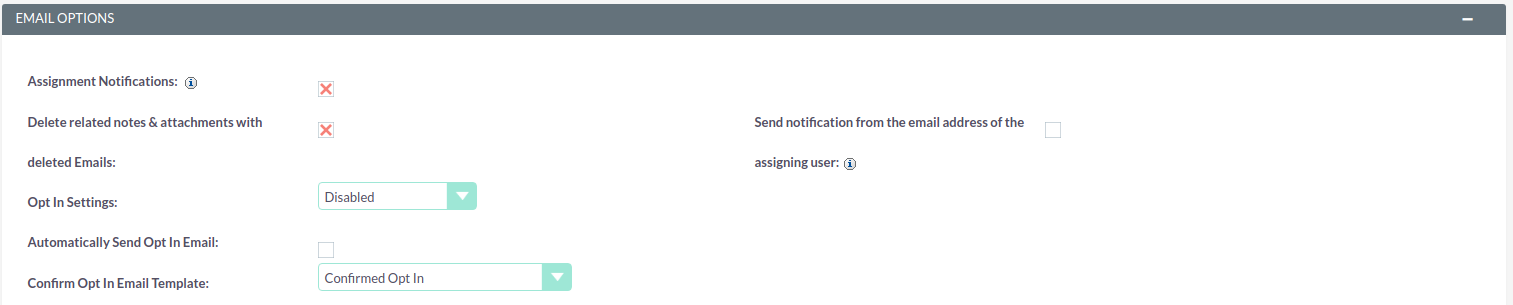 EMAIL OPTIONS
Assignment Notifications:
Delete related notes & attachments with
deleted Emails:
Send notification from the email address of the
assigning user:
Opt In Settings:
Disabled
Automatically Send Opt In Email:
Confirm Opt In Email Template:
Confirmed Opt In